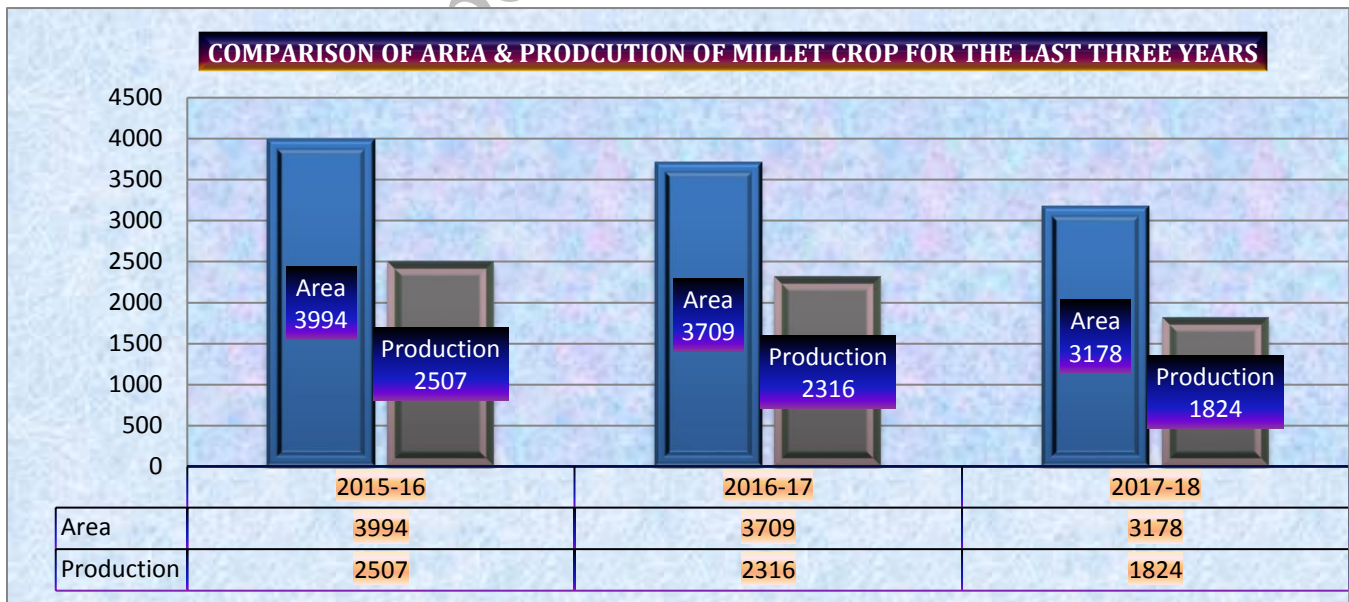 COMPARISON OF AREA & PRODCUTION OF MILLET CROP FOR THE LAST THREE YEARS
4500
4000
3500
3000
2500
2000
1500
1000
500
0
Area
3994
Production
2507
Area
3709
Production
2316
Area
3178
Production
1824
2015-16 2016-17 2017-18
Area 3994 3709 3178
Production 2507 2316 1824